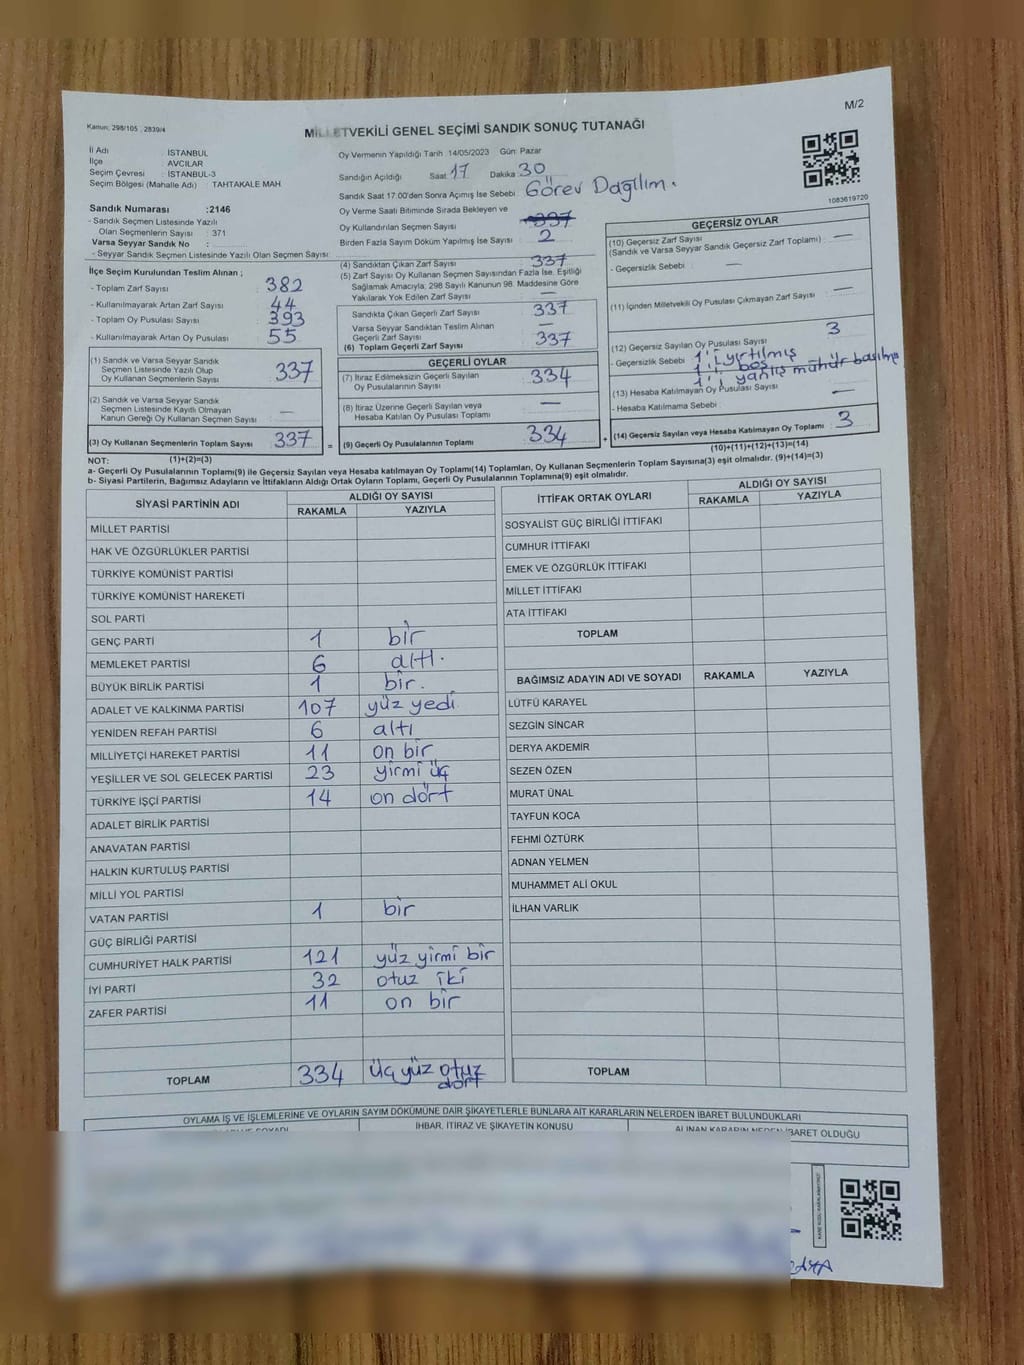 M/2
Kanun: 298/105 , 2839/4
MİLLETVEKİLİ GENEL SEÇİMİ SANDIK SONUÇ TUTANAĞI
İl Adı : İSTANBUL
İlçe : AVCILAR
Seçim Çevresi : İSTANBUL-3
Seçim Bölgesi (Mahalle Adı) TAHTAKALE MAH
Sandık Numarası :2146
- Sandık Seçmen Listesinde Yazılı
Olan Seçmenlerin Sayısı : 371
Varsa Seyyar Sandık No :
- Seyyar Sandık Seçmen Listesinde Yazılı Olan Seçmen Sayısı:
İlçe Seçim Kurulundan Teslim Alınan ;
- Toplam Zarf Sayısı : 382
- Kullanılmayarak Artan Zarf Sayısı : 44
- Toplam Oy Pusulası Sayısı : 393
- Kullanılmayarak Artan Oy Pusulası : 55
(1) Sandık ve Varsa Seyyar Sandık
Seçmen Listesinde Yazılı Olup
Oy Kullanan Seçmenlerin Sayısı : 337
(2) Sandık ve Varsa Seyyar Sandık
Seçmen Listesinde Kayıtlı Olmayan
Kanun Gereği Oy Kullanan Seçmen Sayısı : —
(3) Oy Kullanan Seçmenlerin Toplam Sayısı : 337
(1)+(2)=(3)
Oy Vermenin Yapıldığı Tarih :14/05/2023 Gün: Pazar
Sandığın Açıldığı Saat : 17 Dakika : 30
Sandık Saat 17:00'den Sonra Açımış İse Sebebi : Görev Dağılım.
Oy Verme Saati Bitiminde Sırada Bekleyen ve
Oy Kullandırılan Seçmen Sayısı : 337
Birden Fazla Sayım Döküm Yapılmış İse Sayısı : 2
(4) Sandıktan Çıkan Zarf Sayısı : 337
(5) Zarf Sayısı Oy Kullanan Seçmen Sayısından Fazla İse, Eşitliği
Sağlamak Amacıyla; 298 Sayılı Kanunun 98. Maddesine Göre
Yakılarak Yok Edilen Zarf Sayısı : —
Sandıkta Çıkan Geçerli Zarf Sayısı : 337
Varsa Seyyar Sandıktan Teslim Alınan
Geçerli Zarf Sayısı : —
(6) Toplam Geçerli Zarf Sayısı : 337
GEÇERLİ OYLAR
(7) İtiraz Edilmeksizin Geçerli Sayılan
Oy Pusulalarının Sayısı : 334
(8) İtiraz Üzerine Geçerli Sayılan veya
Hesaba Katılan Oy Pusulası Toplamı : —
= (9) Geçerli Oy Pusulalarının Toplamı : 334
1083619720
GEÇERSİZ OYLAR
(10) Geçersiz Zarf Sayısı : —
(Sandık ve Varsa Seyyar Sandık Geçersiz Zarf Toplamı)
- Geçersizlik Sebebi : —
(11) İçinden Milletvekili Oy Pusulası Çıkmayan Zarf Sayısı : —
(12) Geçersiz Sayılan Oy Pusulası Sayısı : 3
- Geçersizlik Sebebi : 1'i yırtılmış
1'i boş
1'i yanlış mühür basılmış
(13) Hesaba Katılmayan Oy Pusulası Sayısı : —
- Hesaba Katılmama Sebebi : —
+ (14) Geçersiz Sayılan veya Hesaba Katılmayan Oy Toplamı : 3
(10)+(11)+(12)+(13)=(14)
NOT:
a- Geçerli Oy Pusulalarının Toplamı(9) ile Geçersiz Sayılan veya Hesaba katılmayan Oy Toplamı(14) Toplamları, Oy Kullanan Seçmenlerin Toplam Sayısına(3) eşit olmalıdır. (9)+(14)=(3)
b- Siyasi Partilerin, Bağımsız Adayların ve İttifakların Aldığı Oyların Toplamı, Geçerli Oy Pusulalarının Toplamına(9) eşit olmalıdır.
SİYASİ PARTİNİN ADI ALDIĞI OY SAYISI
RAKAMLA YAZIYLA
MİLLET PARTİSİ
HAK VE ÖZGÜRLÜKLER PARTİSİ
TÜRKİYE KOMÜNİST PARTİSİ
TÜRKİYE KOMÜNİST HAREKETİ
SOL PARTİ
GENÇ PARTİ 1 bir
MEMLEKET PARTİSİ 6 altı.
BÜYÜK BİRLİK PARTİSİ 1 bir.
ADALET VE KALKINMA PARTİSİ 107 yüz yedi
YENİDEN REFAH PARTİSİ 6 altı
MİLLİYETÇİ HAREKET PARTİSİ 11 on bir
YEŞİLLER VE SOL GELECEK PARTİSİ 23 yirmi üç
TÜRKİYE İŞÇİ PARTİSİ 14 on dört
ADALET BİRLİK PARTİSİ
ANAVATAN PARTİSİ
HALKIN KURTULUŞ PARTİSİ
MİLLİ YOL PARTİSİ
VATAN PARTİSİ 1 bir
GÜÇ BİRLİĞİ PARTİSİ
CUMHURİYET HALK PARTİSİ 121 yüz yirmi bir
İYİ PARTİ 32 otuz iki
ZAFER PARTİSİ 11 on bir
TOPLAM 334 üçyüz otuz
dört
İTTİFAK ORTAK OYLARI ALDIĞI OY SAYISI
RAKAMLA YAZIYLA
SOSYALİST GÜÇ BİRLİĞİ İTTİFAKI
CUMHUR İTTİFAKI
EMEK VE ÖZGÜRLÜK İTTİFAKI
MİLLET İTTİFAKI
ATA İTTİFAKI
TOPLAM
BAĞIMSIZ ADAYIN ADI VE SOYADI RAKAMLA YAZIYLA
LÜTFÜ KARAYEL
SEZGİN SİNCAR
DERYA AKDEMİR
SEZEN ÖZEN
MURAT ÜNAL
TAYFUN KOCA
FEHMİ ÖZTÜRK
ADNAN YELMEN
MUHAMMET ALİ OKUL
İLHAN VARLIK
TOPLAM
OYLAMA İŞ VE İŞLEMLERİNE VE OYLARIN SAYIM DÖKÜMÜNE DAİR ŞİKAYETLERLE BUNLARA AİT KARARLARIN NELERDEN İBARET BULUNDUKLARI
SOYADI İHBAR, İTİRAZ VE ŞİKAYETİN KONUSU ALINAN KARARIN NEDEN İBARET OLDUĞU